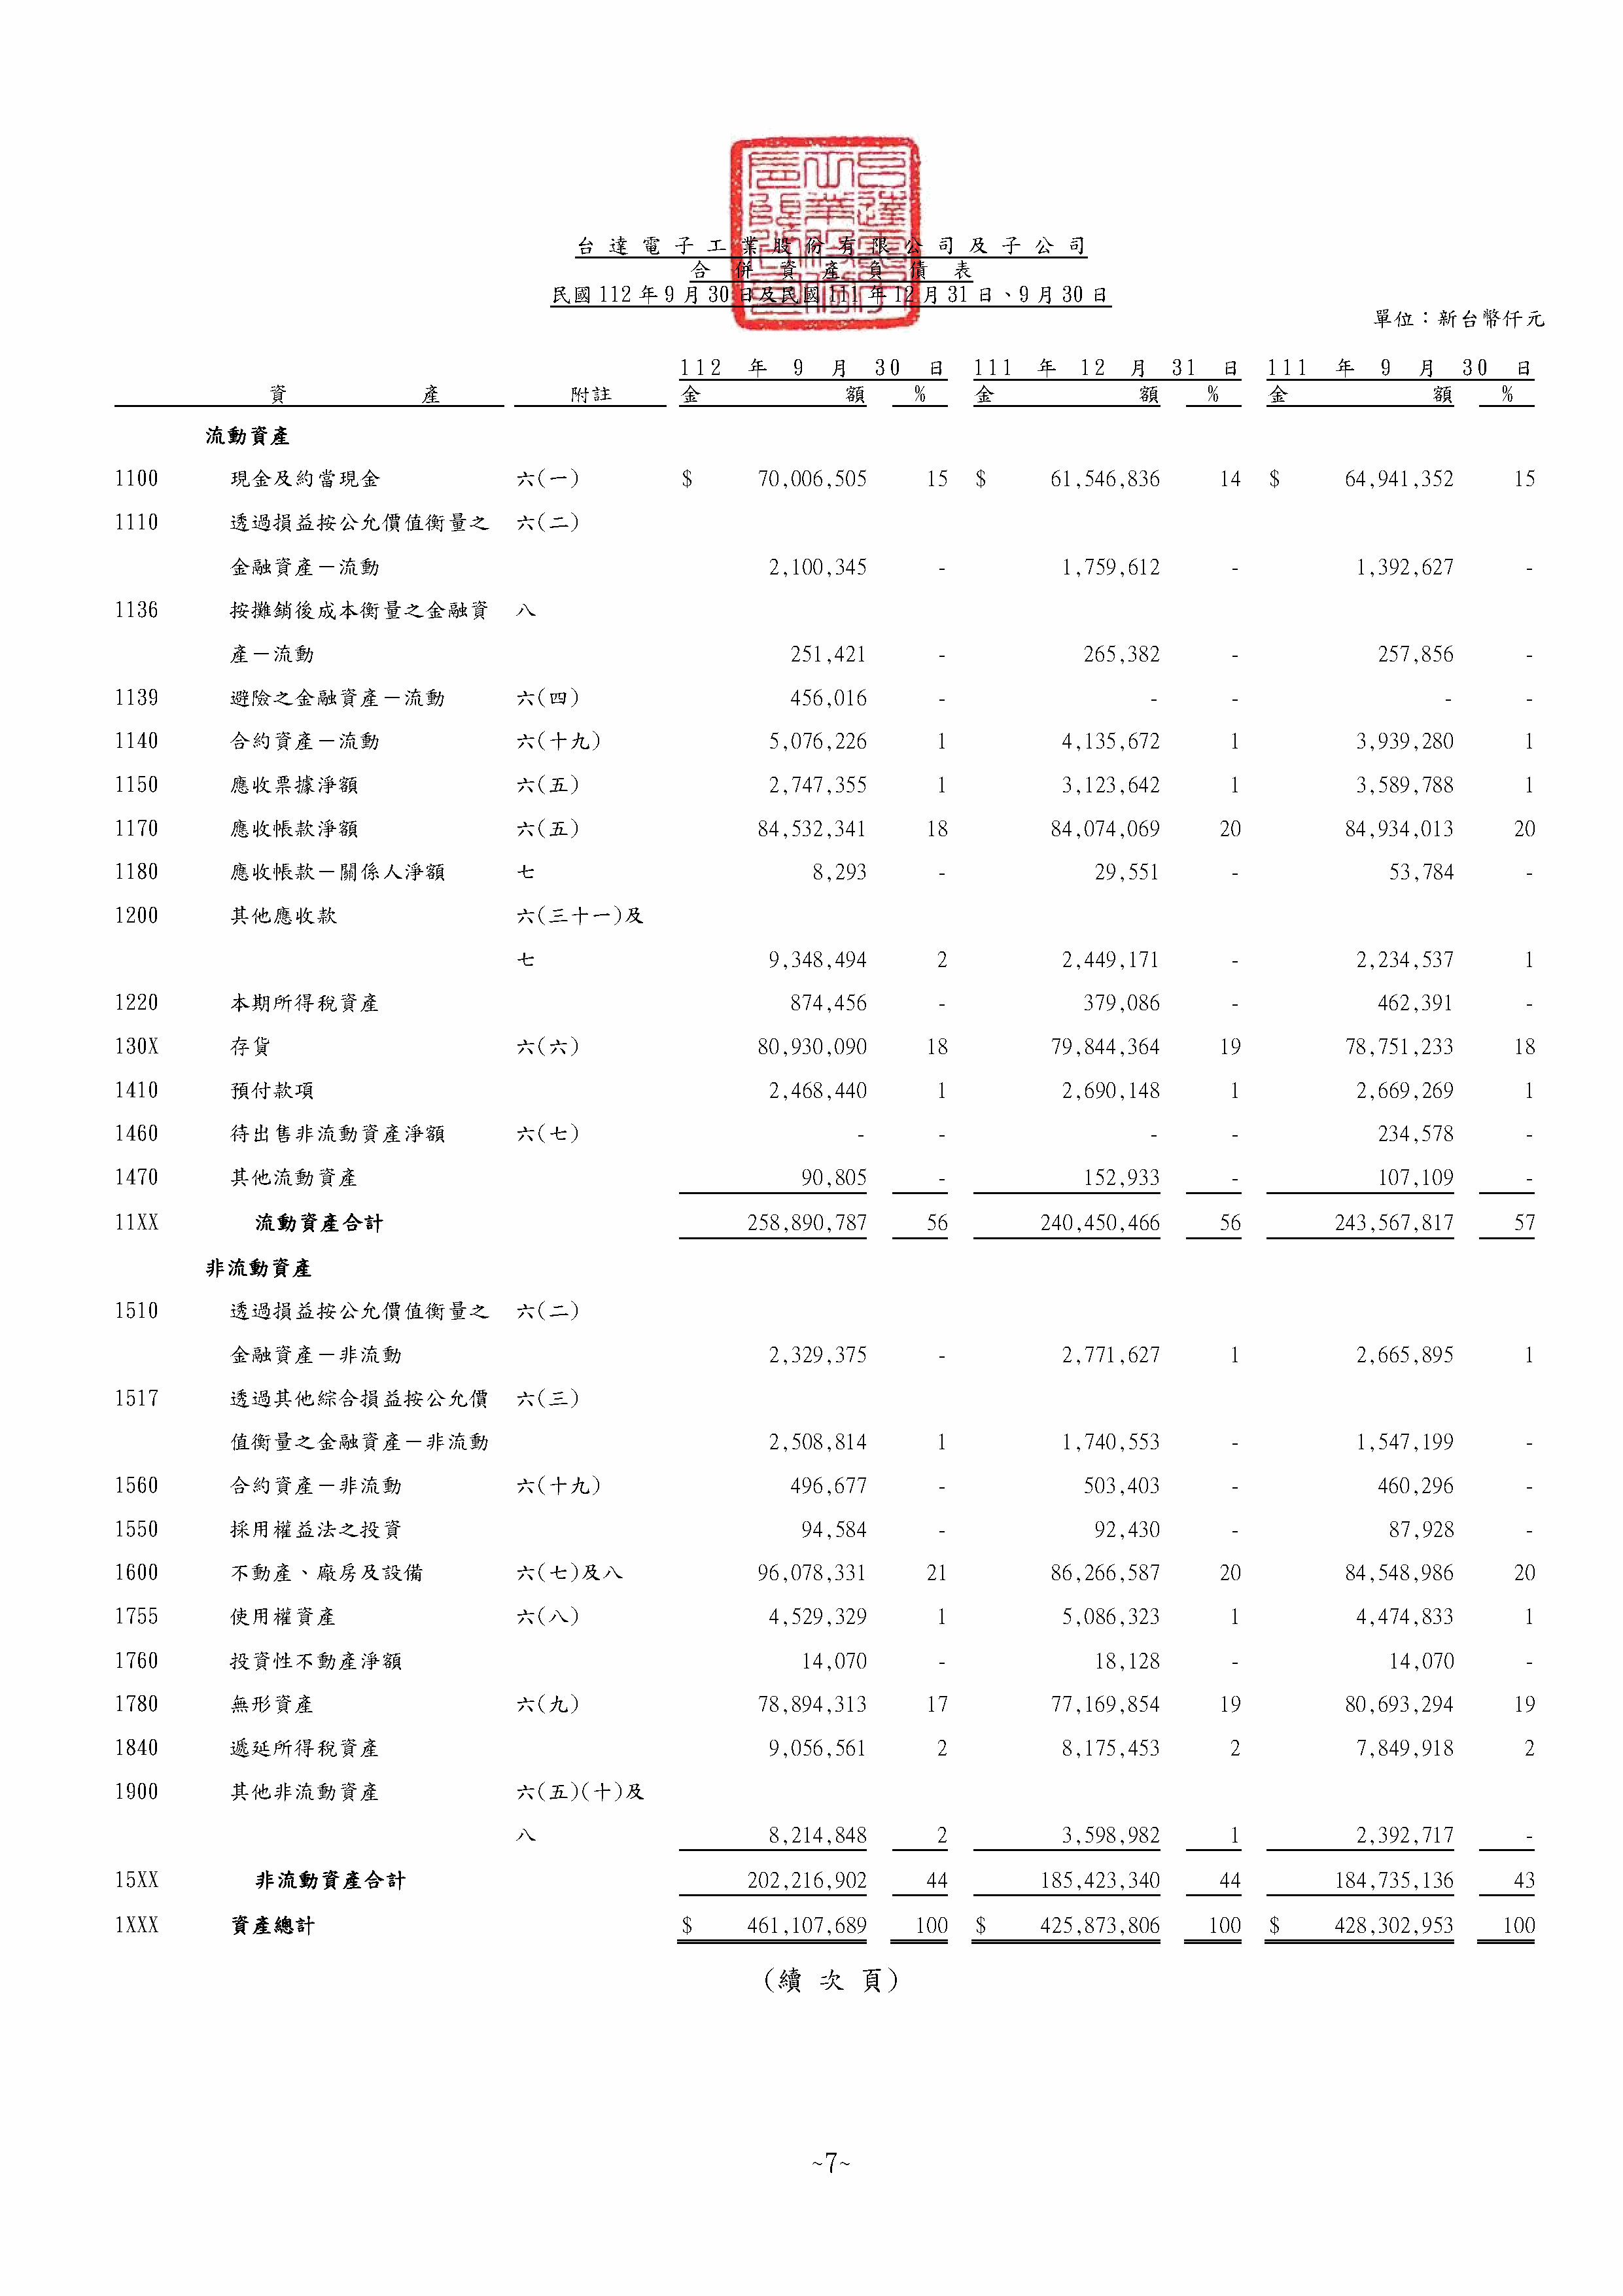 台達電子工業股份有限公司及子公司
合併資產負債表
民國112年9月30日及民國111年12月31日、9月30日
單位：新台幣仟元
112 年 9 月 30 日 111 年 12 月 31 日 111 年 9 月 30 日
資 產 附註 金 額 % 金 額 % 金 額 %
流動資產
1100 現金及約當現金 六(一) $ 70,006,505 15 $ 61,546,836 14 $ 64,941,352 15
1110 透過損益按公允價值衡量之 六(二)
金融資產－流動 2,100,345 - 1,759,612 - 1,392,627 -
1136 按攤銷後成本衡量之金融資 八
產－流動 251,421 - 265,382 - 257,856 -
1139 避險之金融資產－流動 六(四) 456,016 - - - - -
1140 合約資產－流動 六(十九) 5,076,226 1 4,135,672 1 3,939,280 1
1150 應收票據淨額 六(五) 2,747,355 1 3,123,642 1 3,589,788 1
1170 應收帳款淨額 六(五) 84,532,341 18 84,074,069 20 84,934,013 20
1180 應收帳款－關係人淨額 七 8,293 - 29,551 - 53,784 -
1200 其他應收款 六(三十一)及
七 9,348,494 2 2,449,171 - 2,234,537 1
1220 本期所得稅資產 874,456 - 379,086 - 462,391 -
130X 存貨 六(六) 80,930,090 18 79,844,364 19 78,751,233 18
1410 預付款項 2,468,440 1 2,690,148 1 2,669,269 1
1460 待出售非流動資產淨額 六(七) - - - - 234,578 -
1470 其他流動資產 90,805 - 152,933 - 107,109 -
11XX 流動資產合計 258,890,787 56 240,450,466 56 243,567,817 57
非流動資產
1510 透過損益按公允價值衡量之 六(二)
金融資產－非流動 2,329,375 - 2,771,627 1 2,665,895 1
1517 透過其他綜合損益按公允價 六(三)
值衡量之金融資產－非流動 2,508,814 1 1,740,553 - 1,547,199 -
1560 合約資產－非流動 六(十九) 496,677 - 503,403 - 460,296 -
1550 採用權益法之投資 94,584 - 92,430 - 87,928 -
1600 不動產、廠房及設備 六(七)及八 96,078,331 21 86,266,587 20 84,548,986 20
1755 使用權資產 六(八) 4,529,329 1 5,086,323 1 4,474,833 1
1760 投資性不動產淨額 14,070 - 18,128 - 14,070 -
1780 無形資產 六(九) 78,894,313 17 77,169,854 19 80,693,294 19
1840 遞延所得稅資產 9,056,561 2 8,175,453 2 7,849,918 2
1900 其他非流動資產 六(五)(十)及
八 8,214,848 2 3,598,982 1 2,392,717 -
15XX 非流動資產合計 202,216,902 44 185,423,340 44 184,735,136 43
1XXX 資產總計 $ 461,107,689 100 $ 425,873,806 100 $ 428,302,953 100
(續 次 頁)
~7~